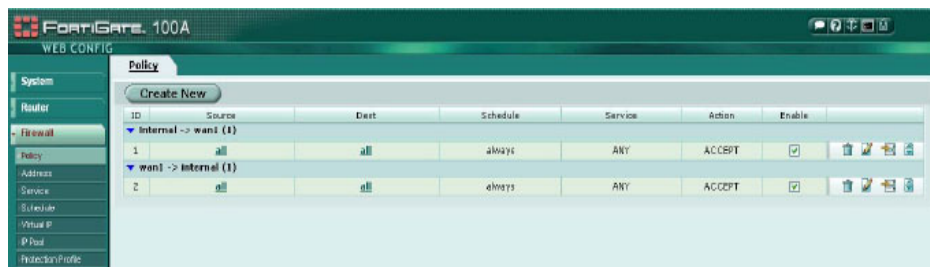 FORTIGATE. 100A
WEB CONFIG
Policy
System
Create New
Router
ID Source Dest Schedule Service Action Enable
Firewall
Internal -> wan1 (1)
1 all all always ANY ACCEPT
Policy
wan1 -> internal (1)
Address
2 all all always ANY ACCEPT
Service
Schedule
Virtual IP
IP Pool
Protection Profile